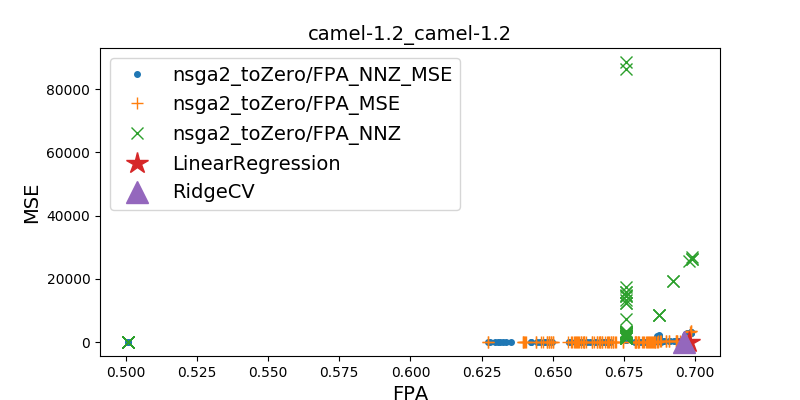 camel-1.2_camel-1.2
nsga2_toZero/FPA_NNZ_MSE
nsga2_toZero/FPA_MSE
nsga2_toZero/FPA_NNZ
LinearRegression
RidgeCV
MSE
80000
60000
40000
20000
0
0.500 0.525 0.550 0.575 0.600 0.625 0.650 0.675 0.700
FPA